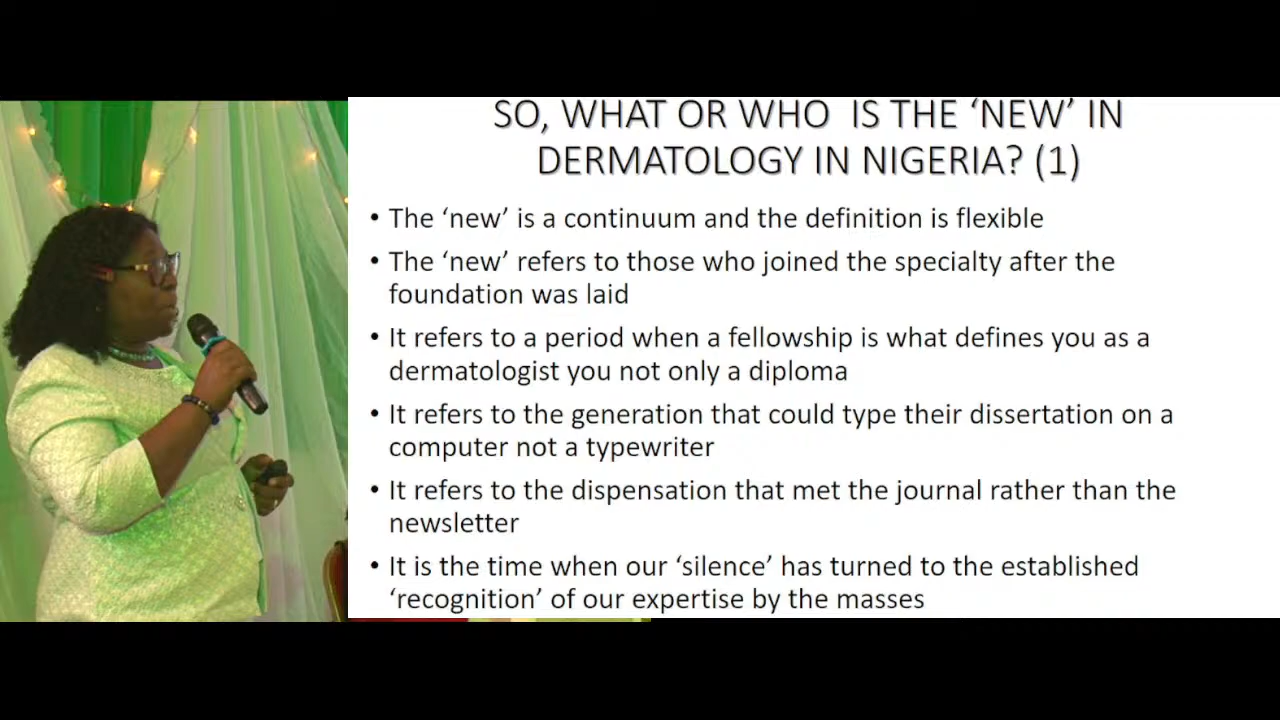 SO, WHAT OR WHO IS THE ‘NEW’ IN
DERMATOLOGY IN NIGERIA? (1)
• The ‘new’ is a continuum and the definition is flexible
• The ‘new’ refers to those who joined the specialty after the
foundation was laid
• It refers to a period when a fellowship is what defines you as a
dermatologist you not only a diploma
• It refers to the generation that could type their dissertation on a
computer not a typewriter
• It refers to the dispensation that met the journal rather than the
newsletter
• It is the time when our ‘silence’ has turned to the established
‘recognition’ of our expertise by the masses